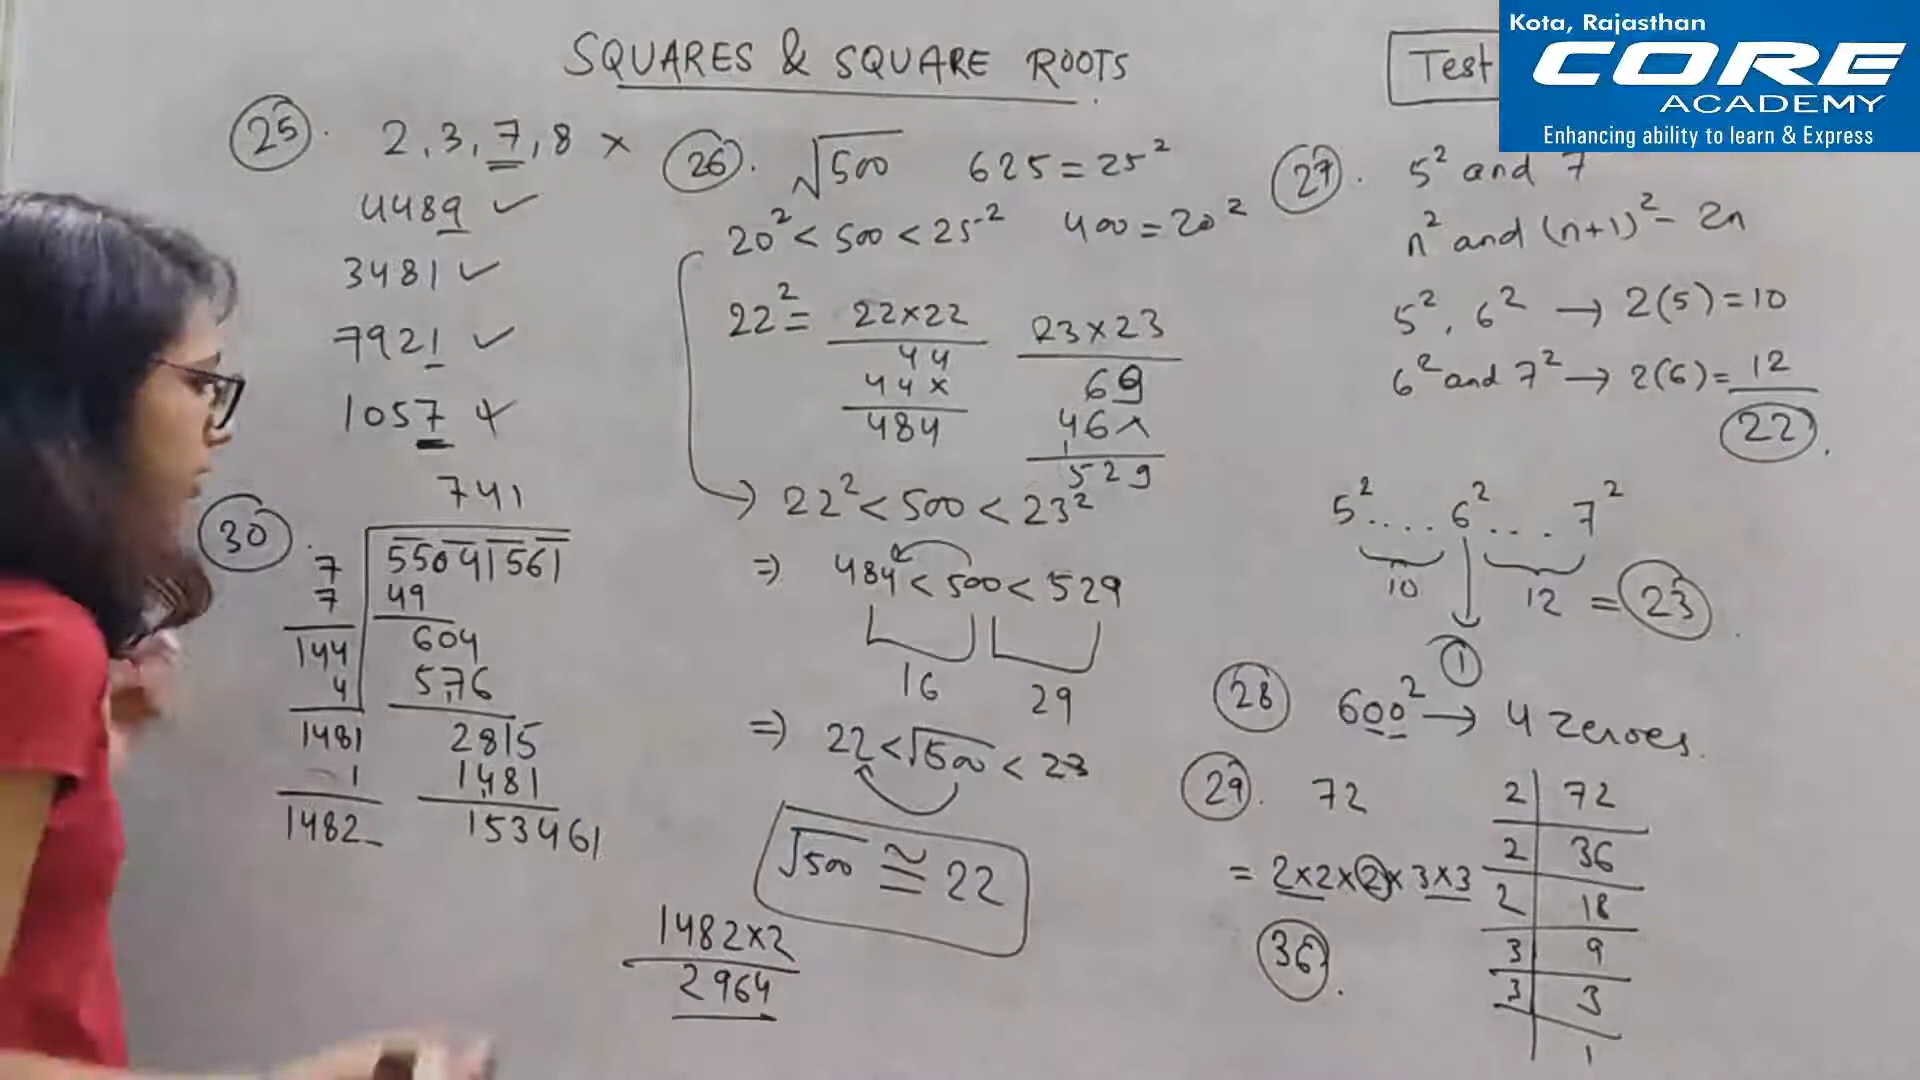 SQUARES & SQUARE ROOTS
Test
Kota, Rajasthan
CORE
ACADEMY
Enhancing ability to learn & Express
25. 2, 3, 7, 8 ×
4489 ✓
3481 ✓
7921 ✓
1057 ×
26. √500 625 = 25²
20² < 500 < 25² 400 = 20²
22² = 22×22
44
44×
484
23×23
69
46×
1
529
→ 22² < 500 < 23²
⇒ 484 < 500 < 529
16 29
⇒ 22 < √500 < 23
√500 ≅ 22
27. 5² and 7
n² and (n+1)² - 2n
5², 6² → 2(5) = 10
6² and 7² → 2(6) = 12
22.
5² .... 6² .... 7²
10 12 = 23
1
28 600² → 4 zeroes.
29. 72
= 2×2×2×3×3
36.
2 | 72
2 | 36
2 | 18
3 | 9
3 | 3
1
30.
741
7 | 55041561
7 | 49
144 | 604
4 | 576
1481 2815
1 1481
1482_ 153461
1482×2
2964